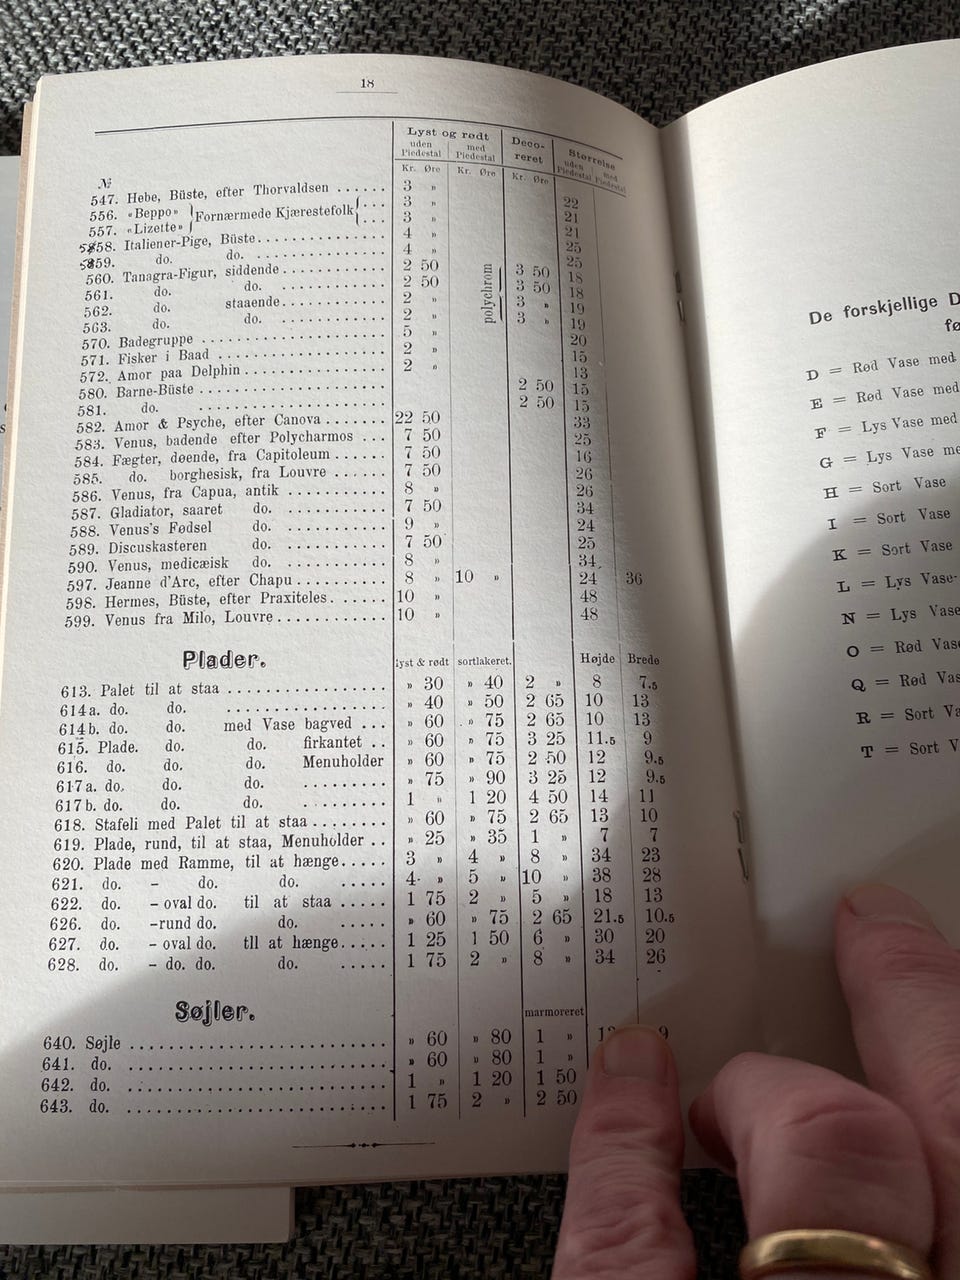 18
Lyst og rødt Deco- Størrelse
uden Piedestal med Piedestal reret uden Piedestal med Piedestal
№ Kr. Øre Kr. Øre Kr. Øre
547. Hebe, Büste, efter Thorvaldsen ...... 3 » 22
556. «Beppo» } Fornærmede Kjærestefolk { ... 3 » 21
557. «Lizette» 3 » 21
5858. Italiener-Pige, Büste .............. 4 » 25
5859. do. do. .............. 4 » 25
560. Tanagra-Figur, siddende ............ 2 50 polychrom 3 50 18
561. do. do. ............ 2 50 3 50 18
562. do. staaende ............ 2 » 3 » 19
563. do. do. ............ 2 » 3 » 19
570. Badegruppe ...................... 5 » 20
571. Fisker i Baad ................... 2 » 15
572. Amor paa Delphin ................ 2 » 13
580. Barne-Büste ..................... 2 50 15
581. do. ..................... 2 50 15
582. Amor & Psyche, efter Canova ....... 22 50 33
583. Venus, badende efter Polycharmos ... 7 50 25
584. Fægter, døende, fra Capitoleum ...... 7 50 16
585. do. borghesisk, fra Louvre ...... 7 50 26
586. Venus, fra Capua, antik ............ 8 » 26
587. Gladiator, saaret do. ............ 7 50 34
588. Venus's Fødsel do. ............ 9 » 24
589. Discuskasteren do. ............ 7 50 25
590. Venus, medicæisk do. ............ 8 » 34
597. Jeanne d'Arc, efter Chapu .......... 8 » 10 » 24 36
598. Hermes, Büste, efter Praxiteles ...... 10 » 48
599. Venus fra Milo, Louvre ............ 10 » 48
Plader. lyst & rødt sortlakeret. Højde Brede
613. Palet til at staa ................. » 30 » 40 2 » 8 7.5
614a. do. do. ................. » 40 » 50 2 65 10 13
614b. do. do. med Vase bagved ... » 60 » 75 2 65 10 13
615. Plade. do. do. firkantet .. » 60 » 75 3 25 11.5 9
616. do. do. do. Menuholder » 60 » 75 2 50 12 9.5
617a. do. do. do. ......... » 75 » 90 3 25 12 9.5
617b. do. do. do. ......... 1 » 1 20 4 50 14 11
618. Stafeli med Palet til at staa ........ » 60 » 75 2 65 13 10
619. Plade, rund, til at staa, Menuholder .. » 25 » 35 1 » 7 7
620. Plade med Ramme, til at hænge ..... 3 » 4 » 8 » 34 23
621. do. - do. do. ..... 4 » 5 » 10 » 38 28
622. do. - oval do. til at staa ..... 1 75 2 » 5 » 18 13
626. do. -rund do. do. ..... » 60 » 75 2 65 21.5 10.5
627. do. - oval do. tll at hænge ..... 1 25 1 50 6 » 30 20
628. do. - do. do. do. ..... 1 75 2 » 8 » 34 26
Søjler. marmoreret
640. Søjle .......................... » 60 » 80 1 » 9
641. do. .......................... » 60 » 80 1 »
642. do. .......................... 1 » 1 20 1 50
643. do. .......................... 1 75 2 » 2 50
De forskjellige D
fø
D = Rød Vase med
E = Rød Vase med
F = Lys Vase med
G = Lys Vase me
H = Sort Vase
I = Sort Vase
K = Sort Vase
L = Lys Vase
N = Lys Vase
O = Rød Vas
Q = Rød Vas
R = Sort Va
T = Sort V